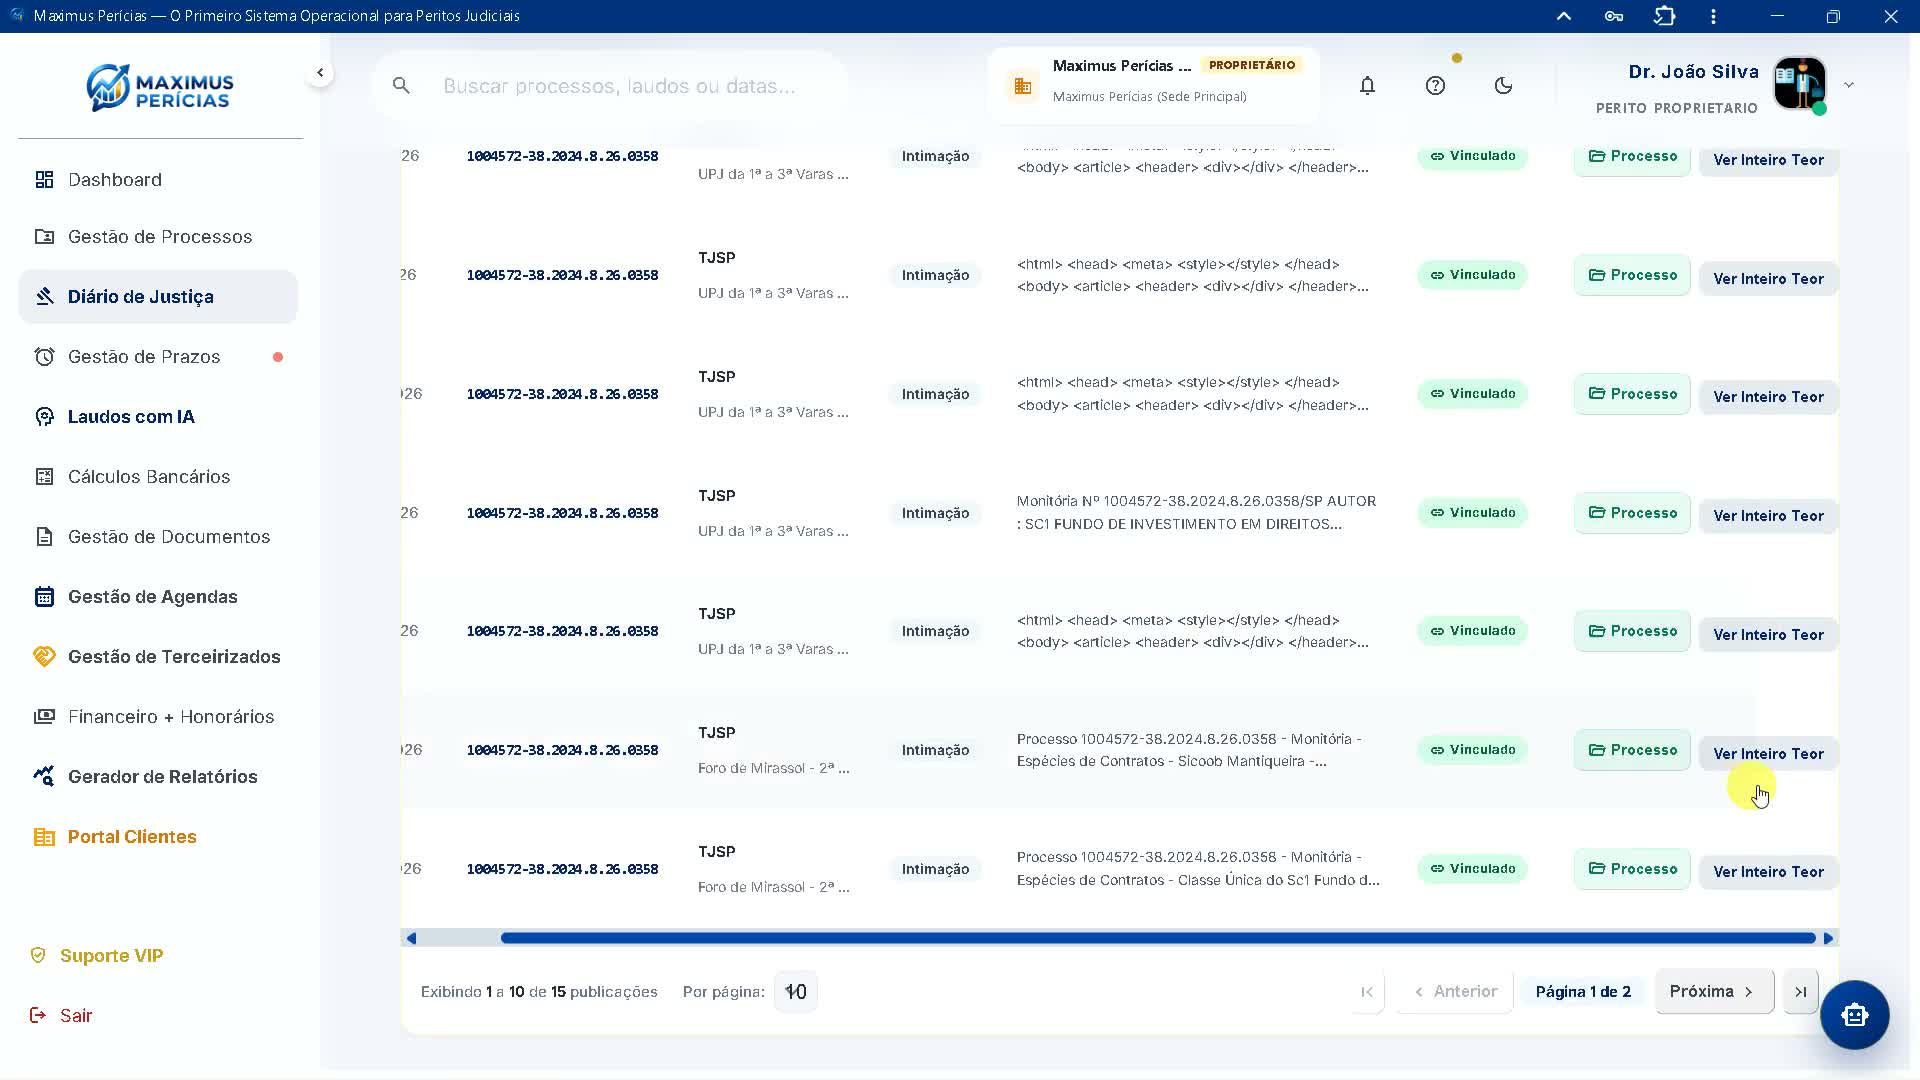 Maximus Perícias — O Primeiro Sistema Operacional para Peritos Judiciais
MAXIMUS
PERÍCIAS
Buscar processos, laudos ou datas...
Maximus Perícias ...
PROPRIETÁRIO
Maximus Perícias (Sede Principal)
Dr. João Silva
PERITO PROPRIETARIO
Dashboard
Gestão de Processos
Diário de Justiça
Gestão de Prazos
Laudos com IA
Cálculos Bancários
Gestão de Documentos
Gestão de Agendas
Gestão de Terceirizados
Financeiro + Honorários
Gerador de Relatórios
Portal Clientes
Suporte VIP
Sair
26 1004572-38.2024.8.26.0358 Intimação Vinculado Processo Ver Inteiro Teor
UPJ da 1ª a 3ª Varas ... <body> <article> <header> <div></div> </header>...
TJSP <html> <head> <meta> <style></style> </head>
26 1004572-38.2024.8.26.0358 Intimação Vinculado Processo Ver Inteiro Teor
UPJ da 1ª a 3ª Varas ... <body> <article> <header> <div></div> </header>...
TJSP <html> <head> <meta> <style></style> </head>
26 1004572-38.2024.8.26.0358 Intimação Vinculado Processo Ver Inteiro Teor
UPJ da 1ª a 3ª Varas ... <body> <article> <header> <div></div> </header>...
TJSP Monitória Nº 1004572-38.2024.8.26.0358/SP AUTOR
26 1004572-38.2024.8.26.0358 Intimação Vinculado Processo Ver Inteiro Teor
UPJ da 1ª a 3ª Varas ... : SC1 FUNDO DE INVESTIMENTO EM DIREITOS...
TJSP <html> <head> <meta> <style></style> </head>
26 1004572-38.2024.8.26.0358 Intimação Vinculado Processo Ver Inteiro Teor
UPJ da 1ª a 3ª Varas ... <body> <article> <header> <div></div> </header>...
TJSP Processo 1004572-38.2024.8.26.0358 - Monitória -
26 1004572-38.2024.8.26.0358 Intimação Vinculado Processo Ver Inteiro Teor
Foro de Mirassol - 2ª ... Espécies de Contratos - Sicoob Mantiqueira -...
TJSP Processo 1004572-38.2024.8.26.0358 - Monitória -
26 1004572-38.2024.8.26.0358 Intimação Vinculado Processo Ver Inteiro Teor
Foro de Mirassol - 2ª ... Espécies de Contratos - Classe Única do Sc1 Fundo d...
Exibindo 1 a 10 de 15 publicações Por página: 10 Anterior Página 1 de 2 Próxima